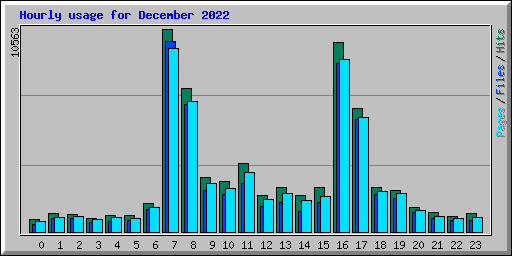 Hourly usage for December 2022
10563
Pages/Files/Hits
0 1 2 3 4 5 6 7 8 9 10 11 12 13 14 15 16 17 18 19 20 21 22 23